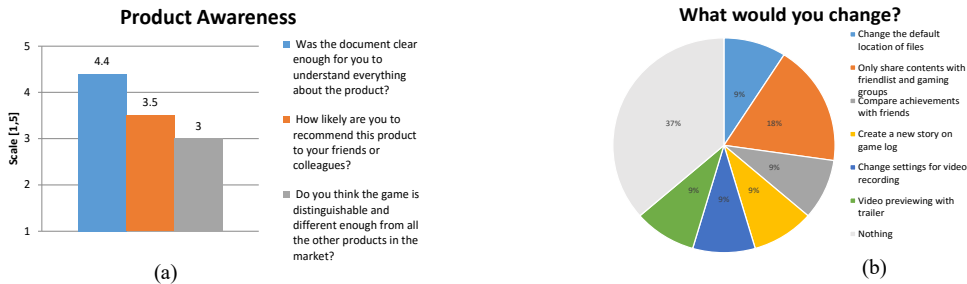 Product Awareness
5
4
3
2
1
Scale [1,5]
4.4
3.5
3
Was the document clear
enough for you to
understand everything
about the product?
How likely are you to
recommend this product
to your friends or
colleagues?
Do you think the game is
distinguishable and
different enough from all
the other products in the
market?
(a)
What would you change?
9%
18%
9%
9%
9%
9%
37%
Change the default
location of files
Only share contents with
friendlist and gaming
groups
Compare achievements
with friends
Create a new story on
game log
Change settings for video
recording
Video previewing with
trailer
Nothing
(b)